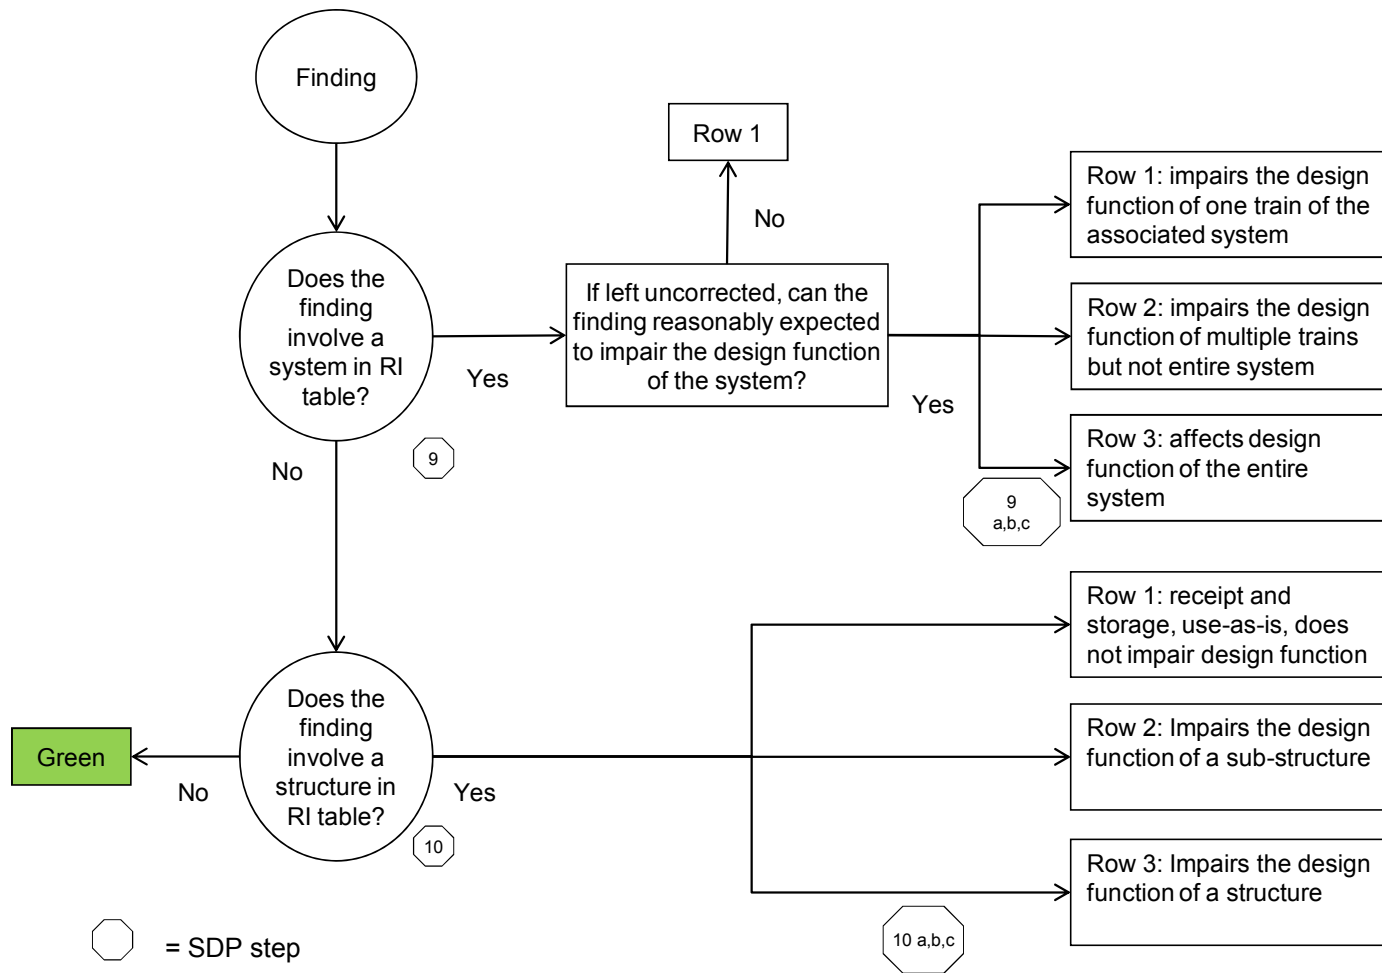 Finding
Row 1
No
Row 1: impairs the design
function of one train of the
associated system
Does the
finding
involve a
system in RI
table?
Yes
If left uncorrected, can the
finding reasonably expected
to impair the design function
of the system?
Yes
Row 2: impairs the design
function of multiple trains
but not entire system
Row 3: affects design
function of the entire
system
9
No
9
a,b,c
Row 1: receipt and
storage, use-as-is, does
not impair design function
Does the
finding
involve a
structure in
RI table?
Green
No
Yes
Row 2: Impairs the design
function of a sub-structure
10
Row 3: Impairs the design
function of a structure
10 a,b,c
= SDP step